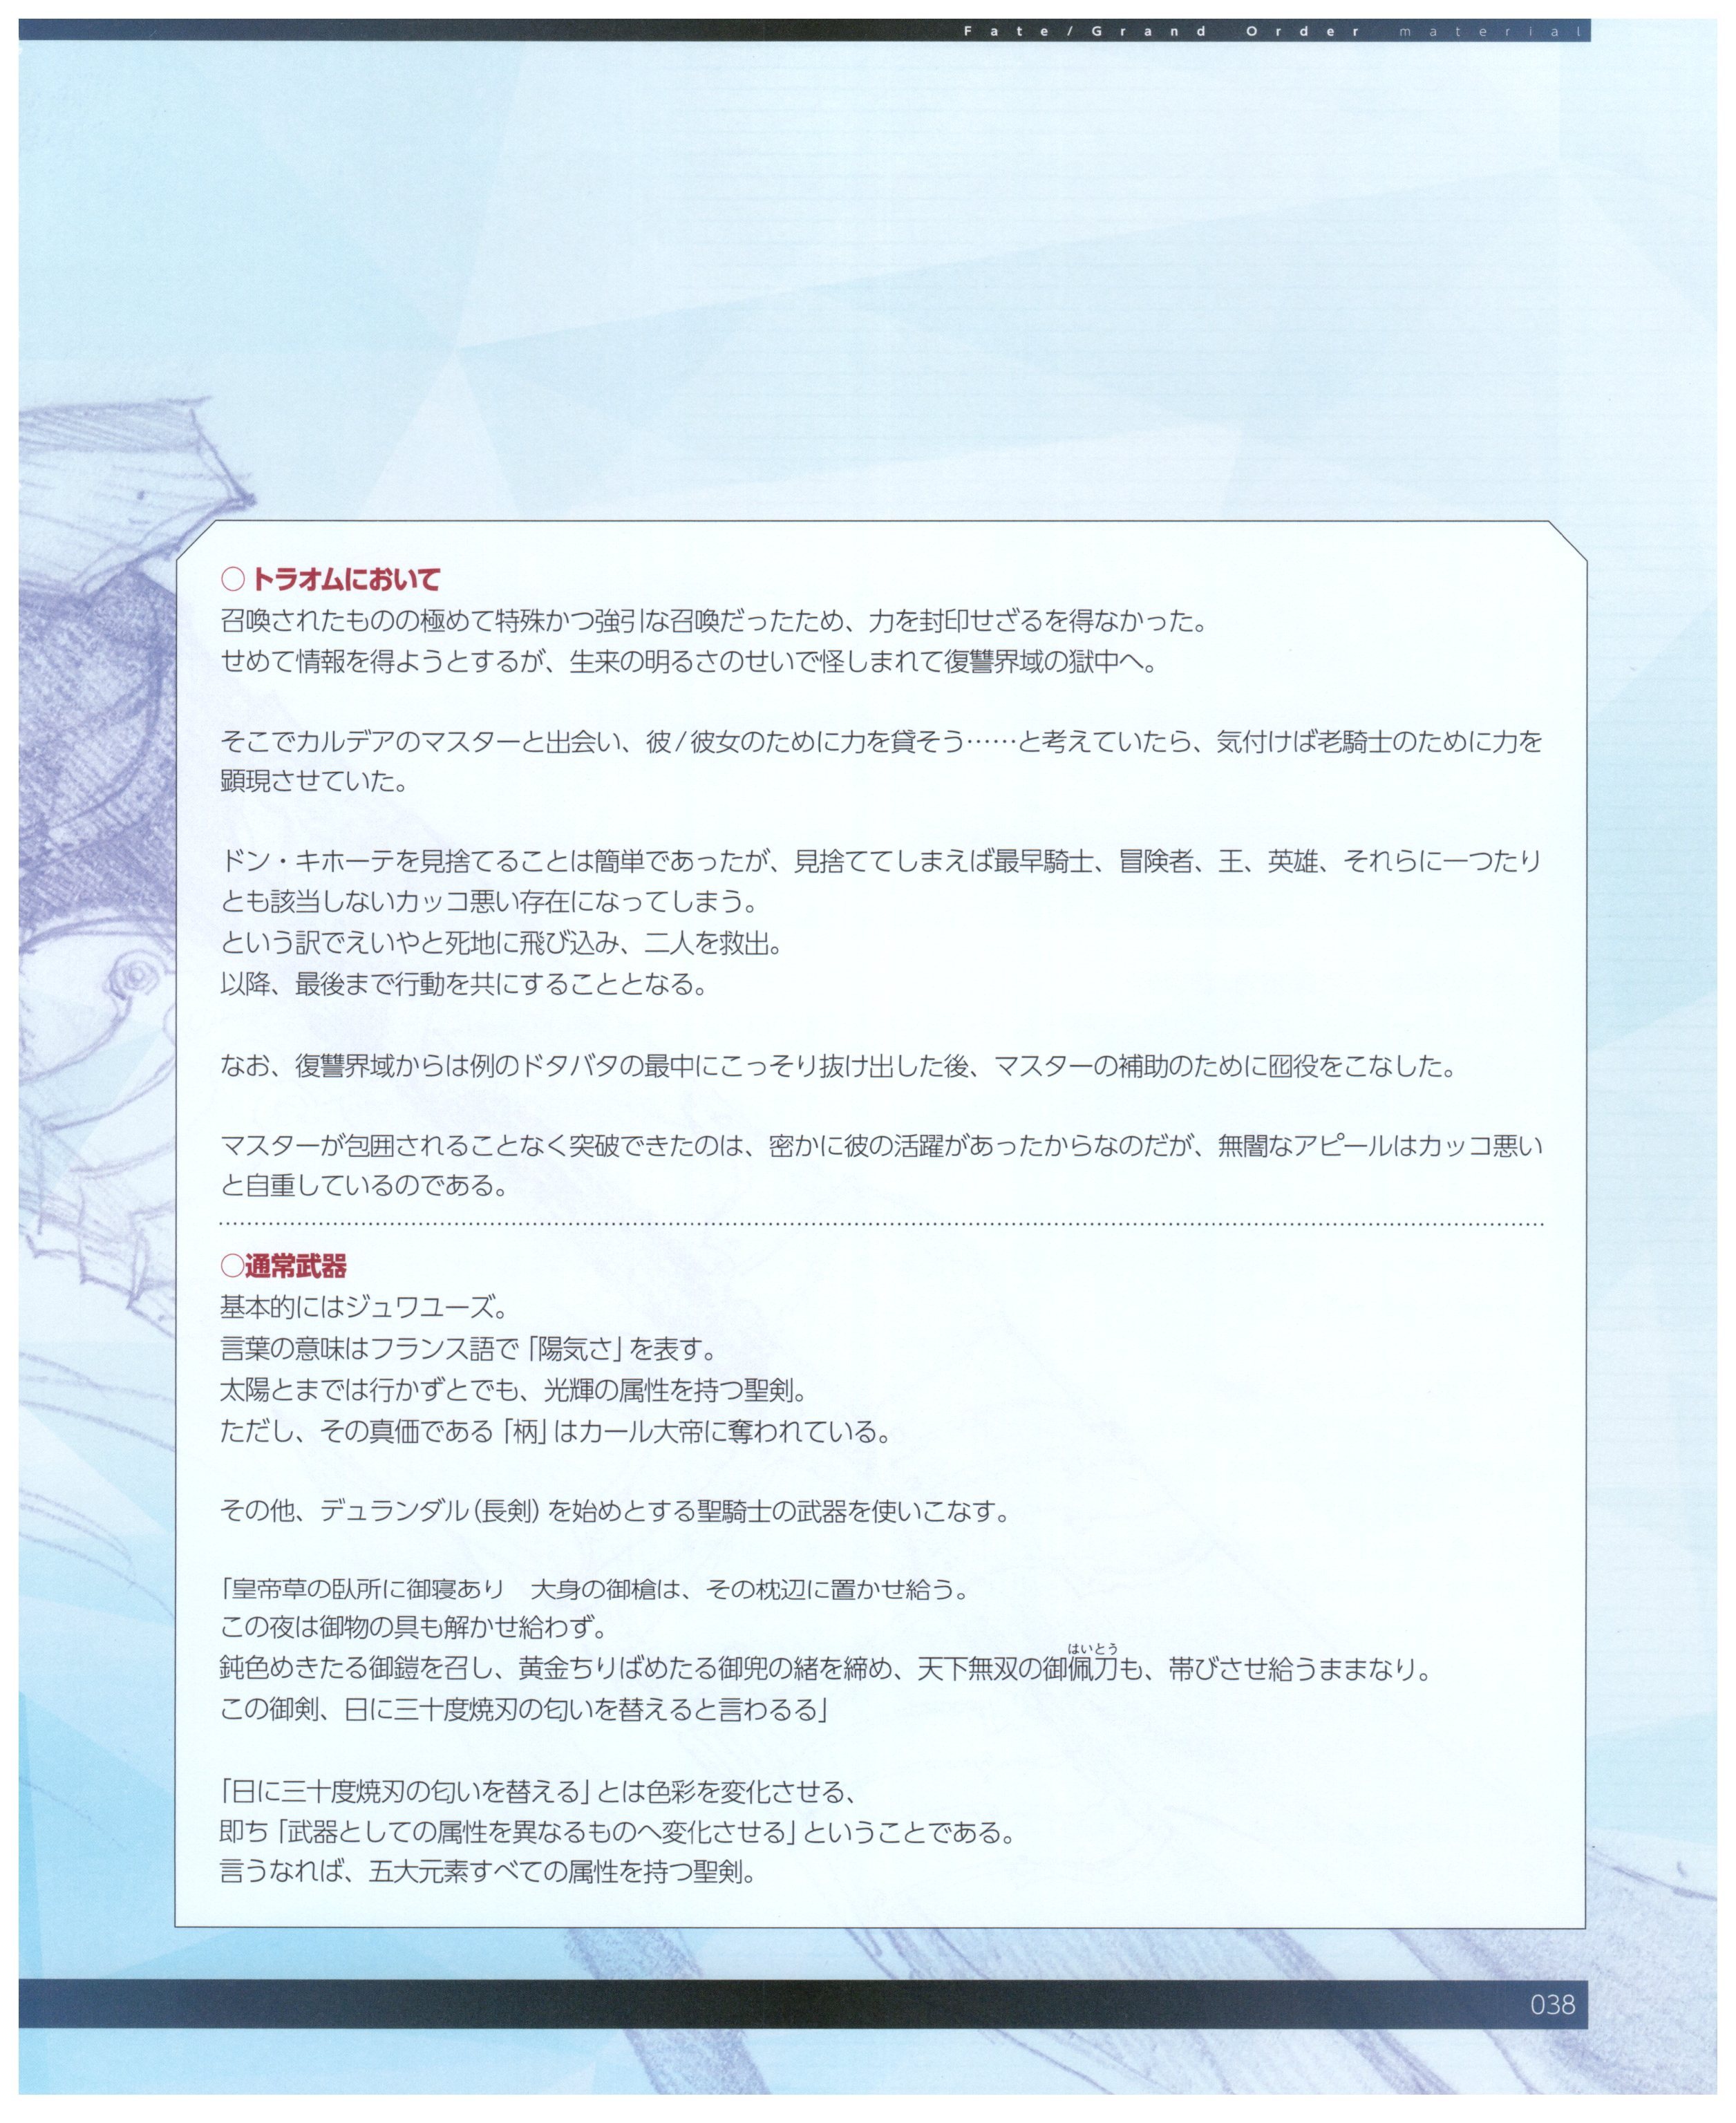 Fate/Grand Order material
○ トラオムにおいて
召喚されたものの極めて特殊かつ強引な召喚だったため、力を封印せざるを得なかった。
せめて情報を得ようとするが、生来の明るさのせいで怪しまれて復讐界域の獄中へ。
そこでカルデアのマスターと出会い、彼/彼女のために力を貸そう……と考えていたら、気付けば老騎士のために力を
顕現させていた。
ドン・キホーテを見捨てることは簡単であったが、見捨ててしまえば最早騎士、冒険者、王、英雄、それらに一つたり
とも該当しないカッコ悪い存在になってしまう。
という訳でえいやと死地に飛び込み、二人を救出。
以降、最後まで行動を共にすることとなる。
なお、復讐界域からは例のドタバタの最中にこっそり抜け出した後、マスターの補助のために囮役をこなした。
マスターが包囲されることなく突破できたのは、密かに彼の活躍があったからなのだが、無闇なアピールはカッコ悪い
と自重しているのである。
○通常武器
基本的にはジュワユーズ。
言葉の意味はフランス語で「陽気さ」を表す。
太陽とまでは行かずとでも、光輝の属性を持つ聖剣。
ただし、その真価である「柄」はカール大帝に奪われている。
その他、デュランダル（長剣）を始めとする聖騎士の武器を使いこなす。
「皇帝草の臥所に御寝あり　大身の御槍は、その枕辺に置かせ給う。
この夜は御物の具も解かせ給わず。
はいとう
鈍色めきたる御鎧を召し、黄金ちりばめたる御兜の緒を締め、天下無双の御佩刀も、帯びさせ給うままなり。
この御剣、日に三十度焼刃の匂いを替えると言わるる」
「日に三十度焼刃の匂いを替える」とは色彩を変化させる、
即ち「武器としての属性を異なるものへ変化させる」ということである。
言うなれば、五大元素すべての属性を持つ聖剣。
038